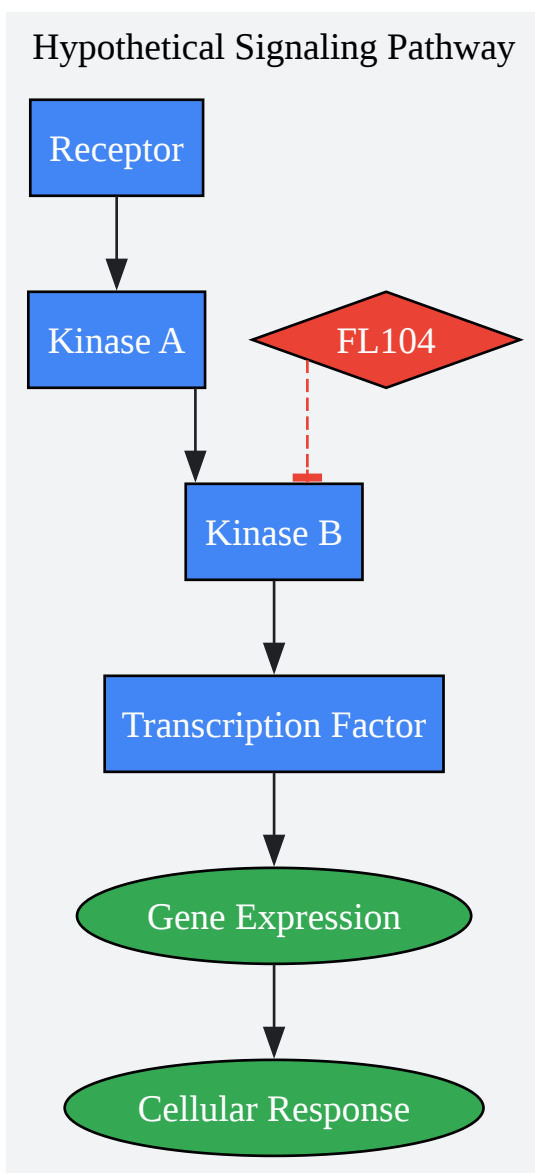 Hypothetical Signaling Pathway
Receptor
Kinase A
FL104
Kinase B
Transcription Factor
Gene Expression
Cellular Response